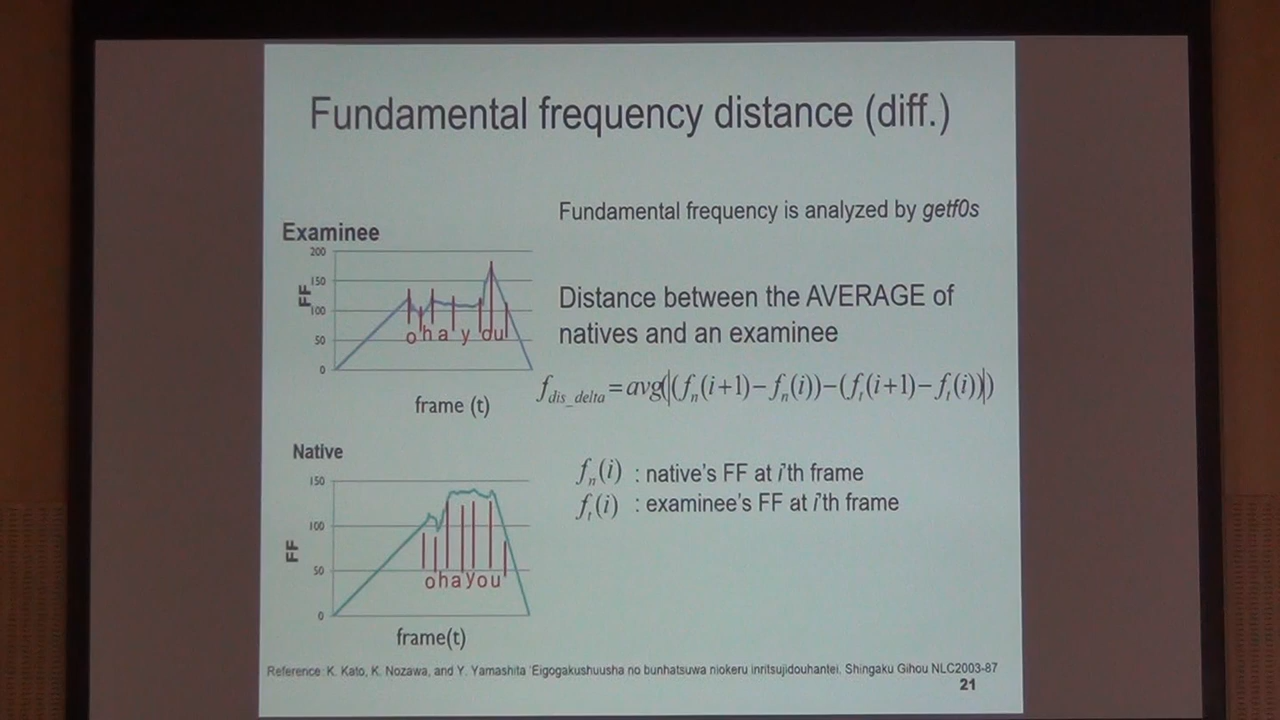 Fundamental frequency distance (diff.)
Fundamental frequency is analyzed by getf0s
Examinee
200
150
100
50
0
FF
o h a y ou
frame (t)
Distance between the AVERAGE of
natives and an examinee
f_dis_delta = avg(|(f_n(i+1)−f_n(i))−(f_t(i+1)−f_t(i))|)
Native
150
100
50
0
FF
o h a y o u
frame(t)
f_n(i) : native's FF at i'th frame
f_t(i) : examinee's FF at i'th frame
Reference: K. Kato, K. Nozawa, and Y. Yamashita 'Eigogakushuusha no bunhatsuwa niokeru inritsujidouhantei, Shingaku Gihou NLC2003-87
21